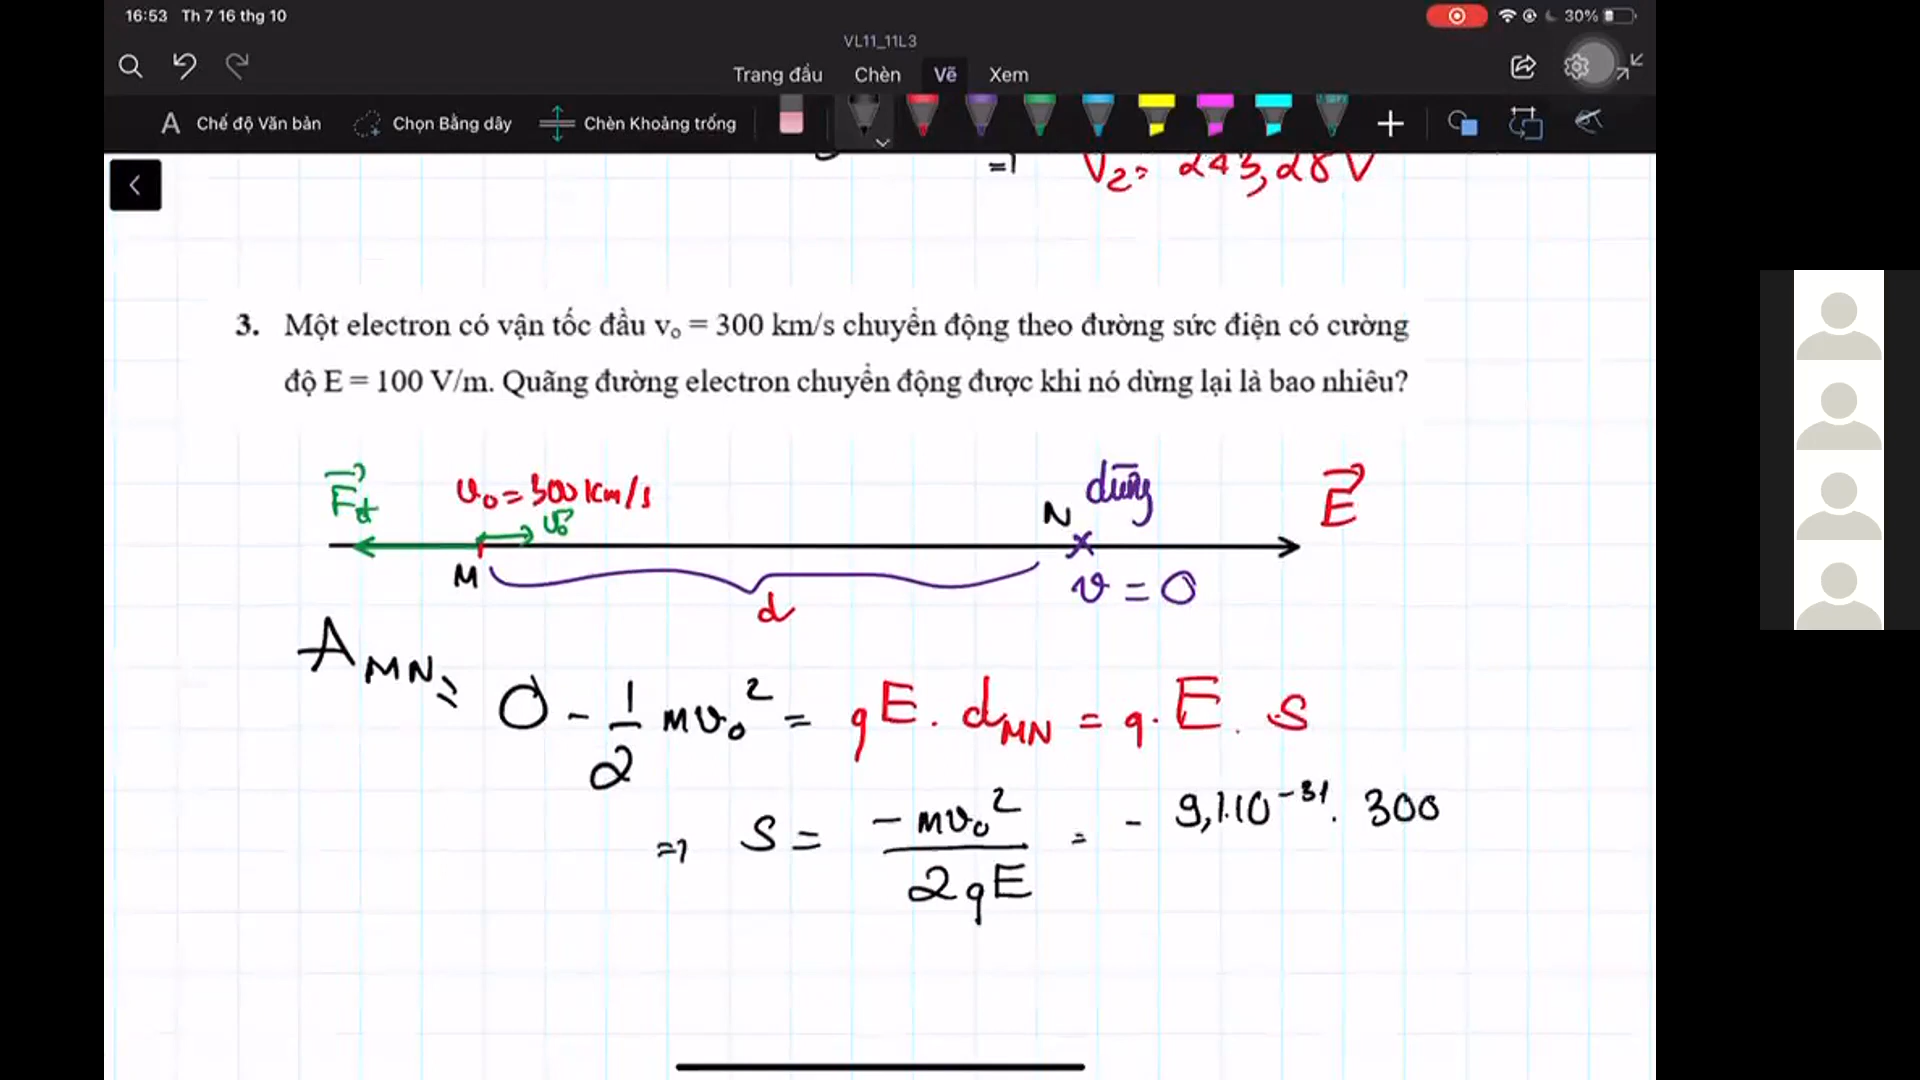 16:53 Th 7 16 thg 10
30%
VL11_11L3
Trang đầu Chèn Vẽ Xem
Chế độ Văn bản Chọn Bằng dây Chèn Khoảng trống
=> V₂ = 243,28 V
3. Một electron có vận tốc đầu vₒ = 300 km/s chuyển động theo đường sức điện có cường
độ E = 100 V/m. Quãng đường electron chuyển động được khi nó dừng lại là bao nhiêu?
F⃗đ v₀ = 300 km/s v⃗₀ N dừng E⃗
M d v = 0
A_MN = 0 - 1/2 mv₀² = qE. d_MN = q. E. s
=> S = -mv₀² / 2qE = - 9,1.10⁻³¹. 300